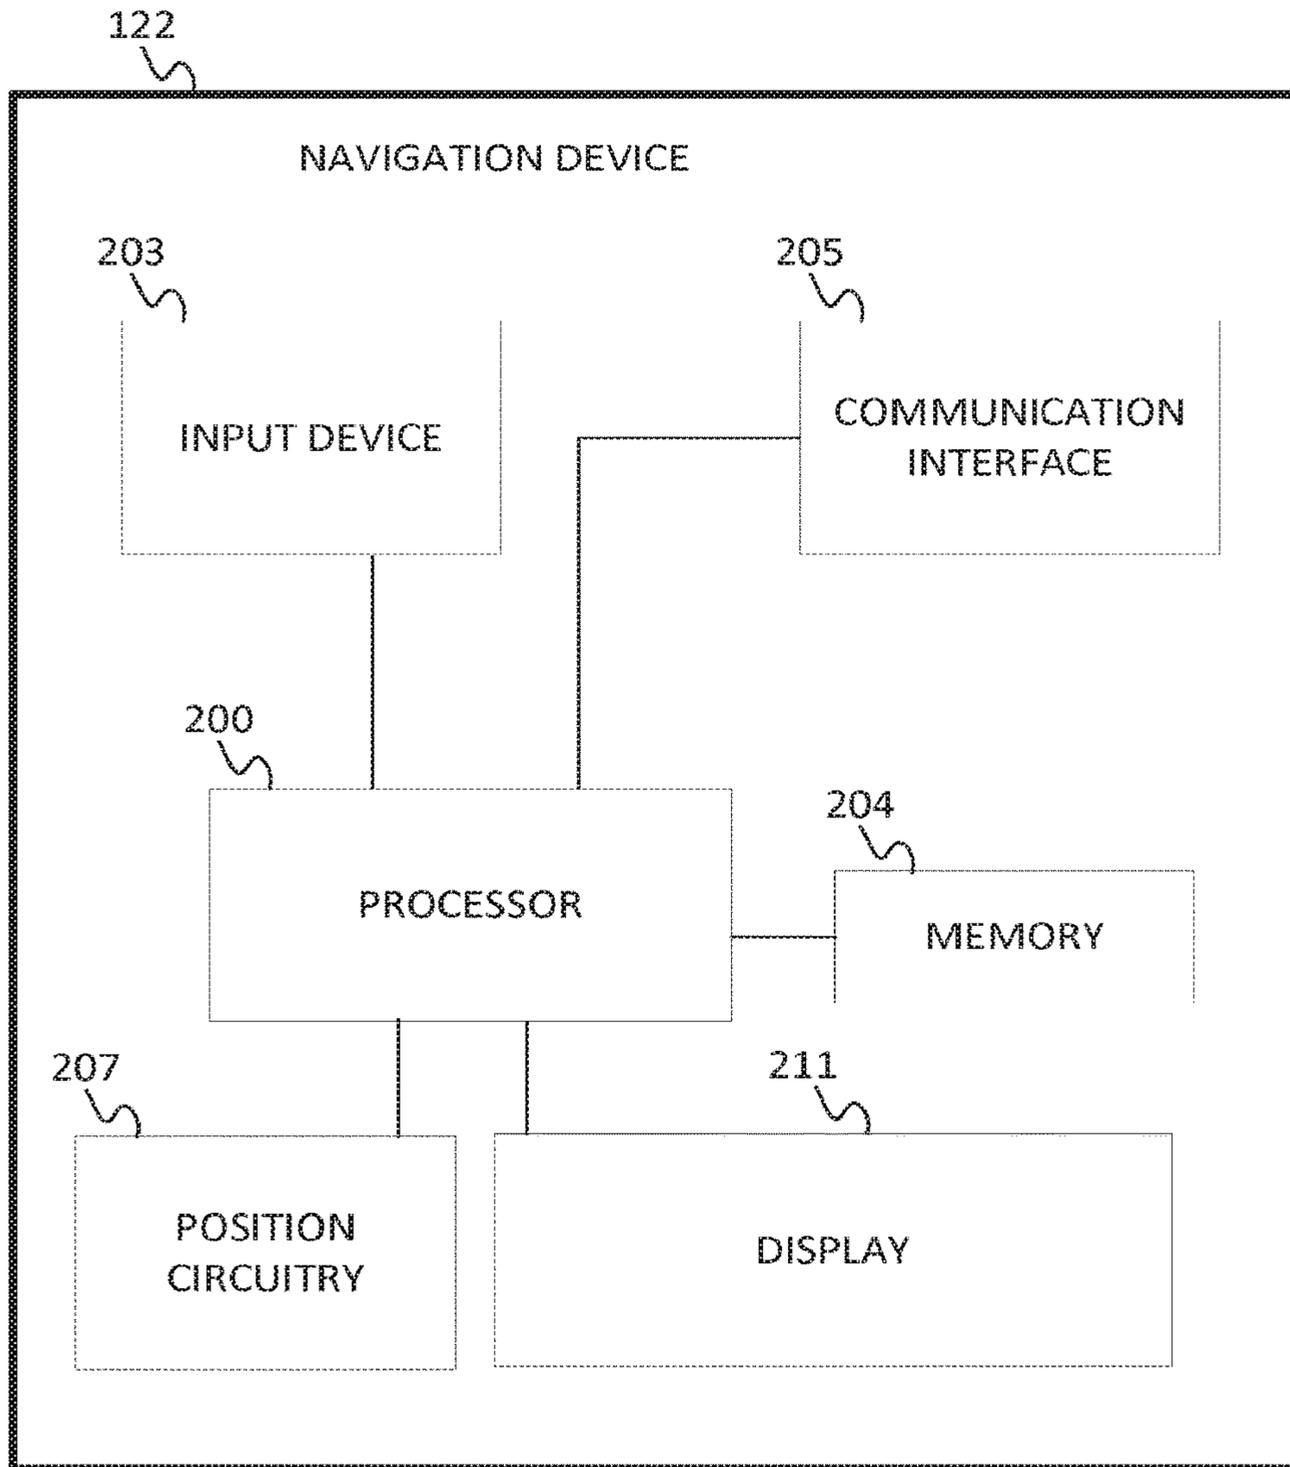 122
NAVIGATION DEVICE
203
205
INPUT DEVICE
COMMUNICATION
INTERFACE
200
204
PROCESSOR
MEMORY
207
211
POSITION
CIRCUITRY
DISPLAY